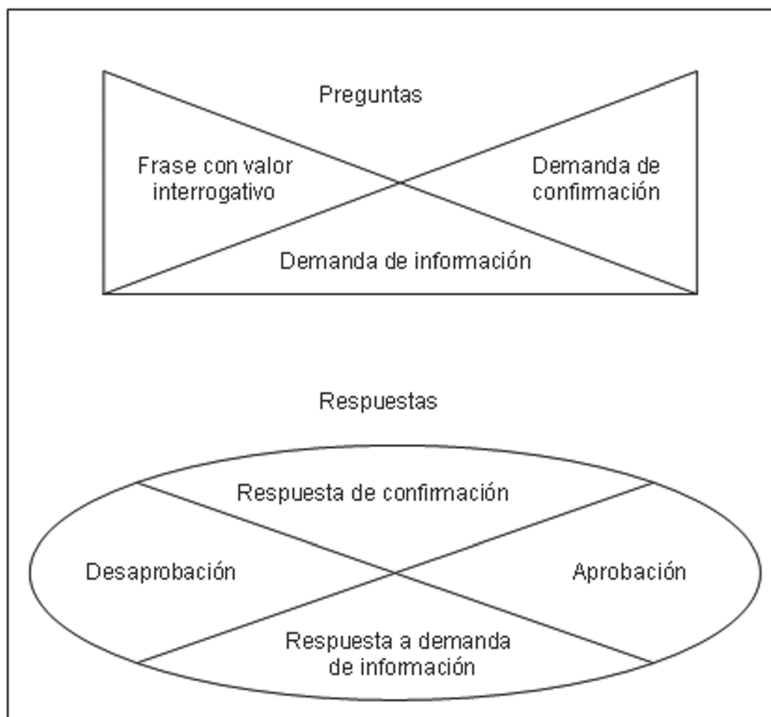 Preguntas
Frase con valor
interrogativo
Demanda de
confirmación
Demanda de información
Respuestas
Respuesta de confirmación
Desaprobación
Aprobación
Respuesta a demanda
de información